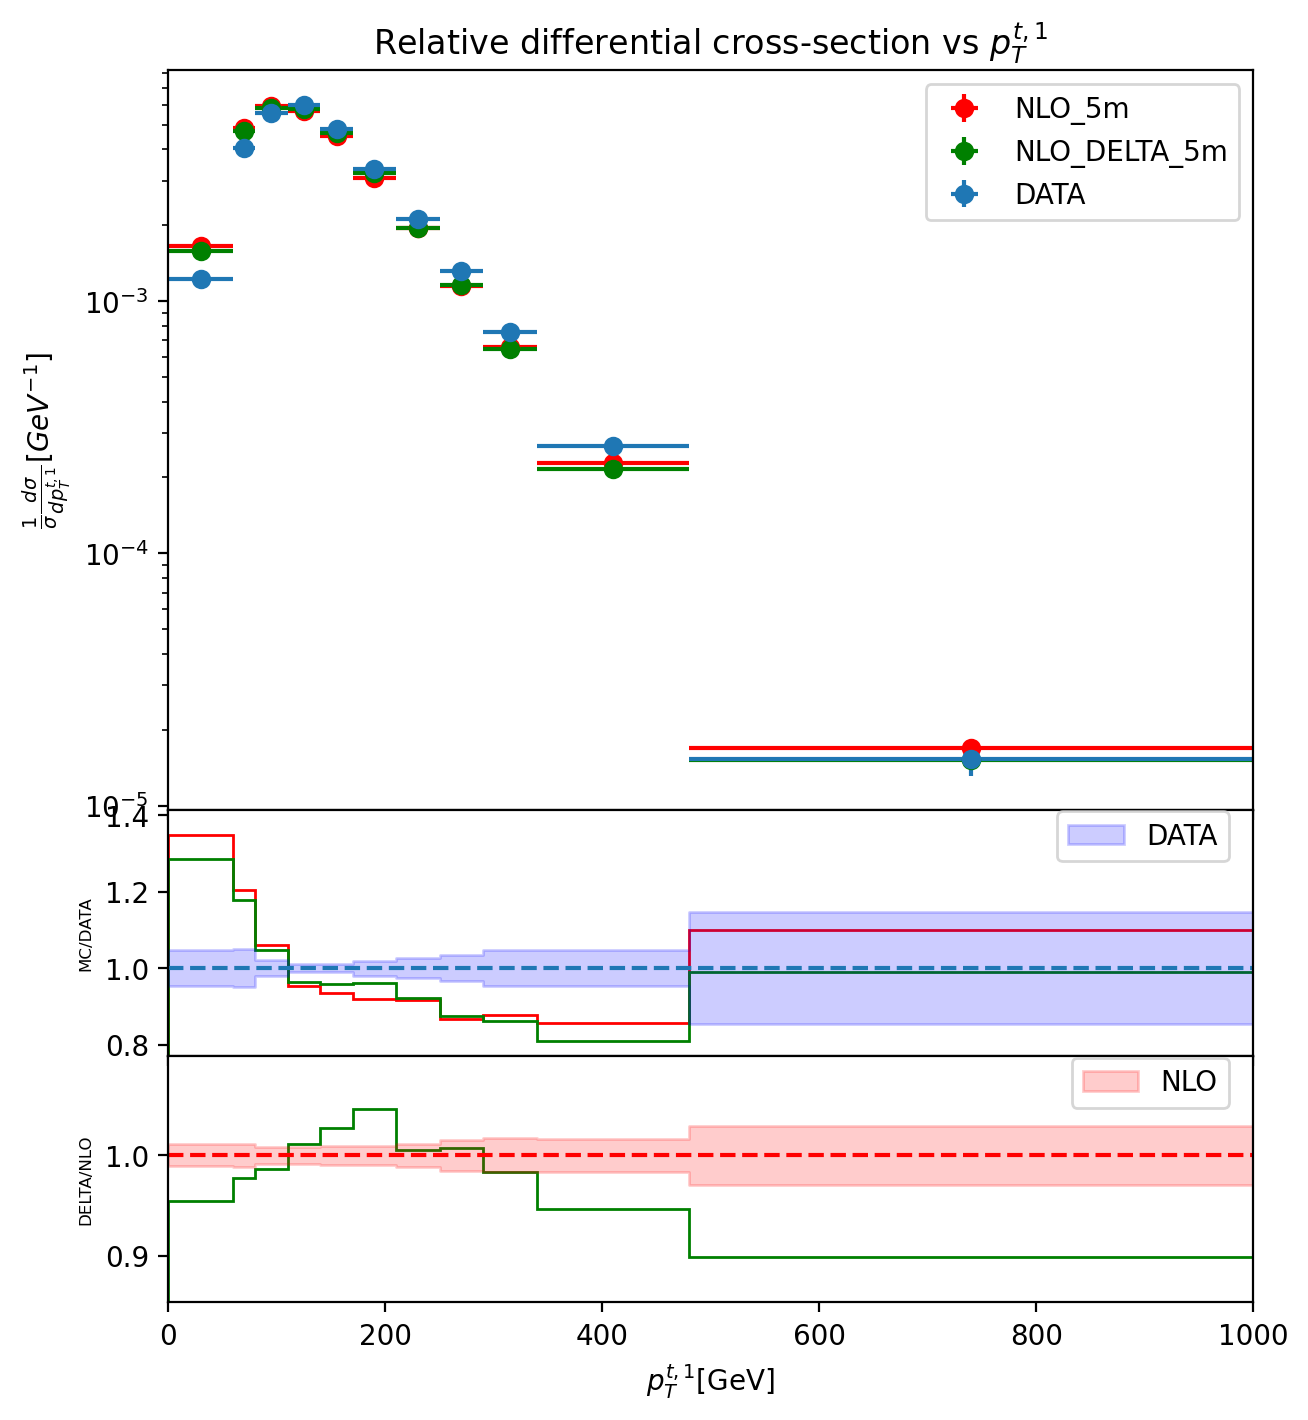 Relative differential cross-section vs $p_T^{t,1}$
NLO_5m
NLO_DELTA_5m
DATA
$\frac{1}{\sigma}\frac{d\sigma}{dp_T^{t,1}}[GeV^{-1}]$
$10^{-3}$
$10^{-4}$
$10^{-5}$
1.4
1.2
1.0
0.8
MC/DATA
DATA
1.0
0.9
DELTA/NLO
NLO
0 200 400 600 800 1000
$p_T^{t,1}$[GeV]